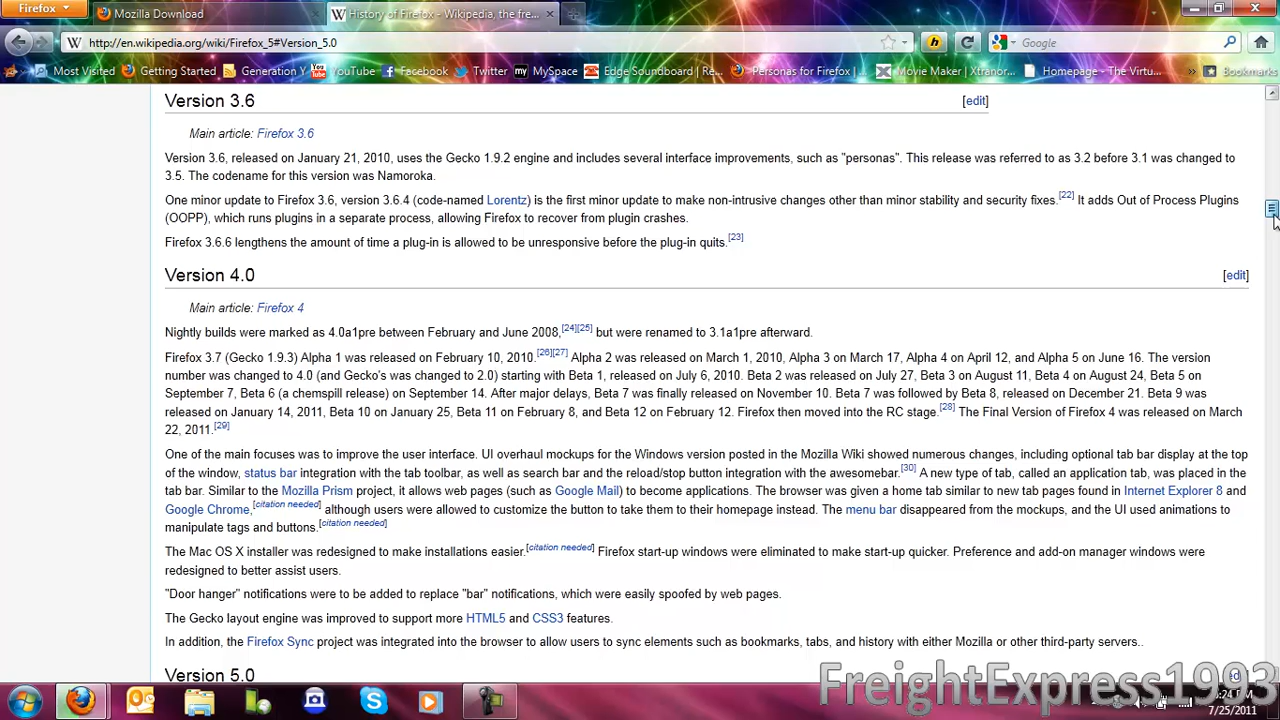 Firefox
Mozilla Download
History of Firefox - Wikipedia, the fre...
http://en.wikipedia.org/wiki/Firefox_5#Version_5.0
Google
Most Visited
Getting Started
Generation Y
YouTube
Facebook
Twitter
MySpace
Edge Soundboard | Re...
Personas for Firefox | ...
Movie Maker | Xtranor...
Homepage - The Virtu...
Bookmarks
Version 3.6 [edit]
Main article: Firefox 3.6
Version 3.6, released on January 21, 2010, uses the Gecko 1.9.2 engine and includes several interface improvements, such as "personas". This release was referred to as 3.2 before 3.1 was changed to
3.5. The codename for this version was Namoroka.
One minor update to Firefox 3.6, version 3.6.4 (code-named Lorentz) is the first minor update to make non-intrusive changes other than minor stability and security fixes.[22] It adds Out of Process Plugins
(OOPP), which runs plugins in a separate process, allowing Firefox to recover from plugin crashes.
Firefox 3.6.6 lengthens the amount of time a plug-in is allowed to be unresponsive before the plug-in quits.[23]
Version 4.0 [edit]
Main article: Firefox 4
Nightly builds were marked as 4.0a1pre between February and June 2008,[24][25] but were renamed to 3.1a1pre afterward.
Firefox 3.7 (Gecko 1.9.3) Alpha 1 was released on February 10, 2010.[26][27] Alpha 2 was released on March 1, 2010, Alpha 3 on March 17, Alpha 4 on April 12, and Alpha 5 on June 16. The version
number was changed to 4.0 (and Gecko's was changed to 2.0) starting with Beta 1, released on July 6, 2010. Beta 2 was released on July 27, Beta 3 on August 11, Beta 4 on August 24, Beta 5 on
September 7, Beta 6 (a chemspill release) on September 14. After major delays, Beta 7 was finally released on November 10. Beta 7 was followed by Beta 8, released on December 21. Beta 9 was
released on January 14, 2011, Beta 10 on January 25, Beta 11 on February 8, and Beta 12 on February 12. Firefox then moved into the RC stage.[28] The Final Version of Firefox 4 was released on March
22, 2011.[29]
One of the main focuses was to improve the user interface. UI overhaul mockups for the Windows version posted in the Mozilla Wiki showed numerous changes, including optional tab bar display at the top
of the window, status bar integration with the tab toolbar, as well as search bar and the reload/stop button integration with the awesomebar.[30] A new type of tab, called an application tab, was placed in the
tab bar. Similar to the Mozilla Prism project, it allows web pages (such as Google Mail) to become applications. The browser was given a home tab similar to new tab pages found in Internet Explorer 8 and
Google Chrome,[citation needed] although users were allowed to customize the button to take them to their homepage instead. The menu bar disappeared from the mockups, and the UI used animations to
manipulate tags and buttons.[citation needed]
The Mac OS X installer was redesigned to make installations easier.[citation needed] Firefox start-up windows were eliminated to make start-up quicker. Preference and add-on manager windows were
redesigned to better assist users.
"Door hanger" notifications were to be added to replace "bar" notifications, which were easily spoofed by web pages.
The Gecko layout engine was improved to support more HTML5 and CSS3 features.
In addition, the Firefox Sync project was integrated into the browser to allow users to sync elements such as bookmarks, tabs, and history with either Mozilla or other third-party servers..
Version 5.0
FreightExpress1993
7/25/2011